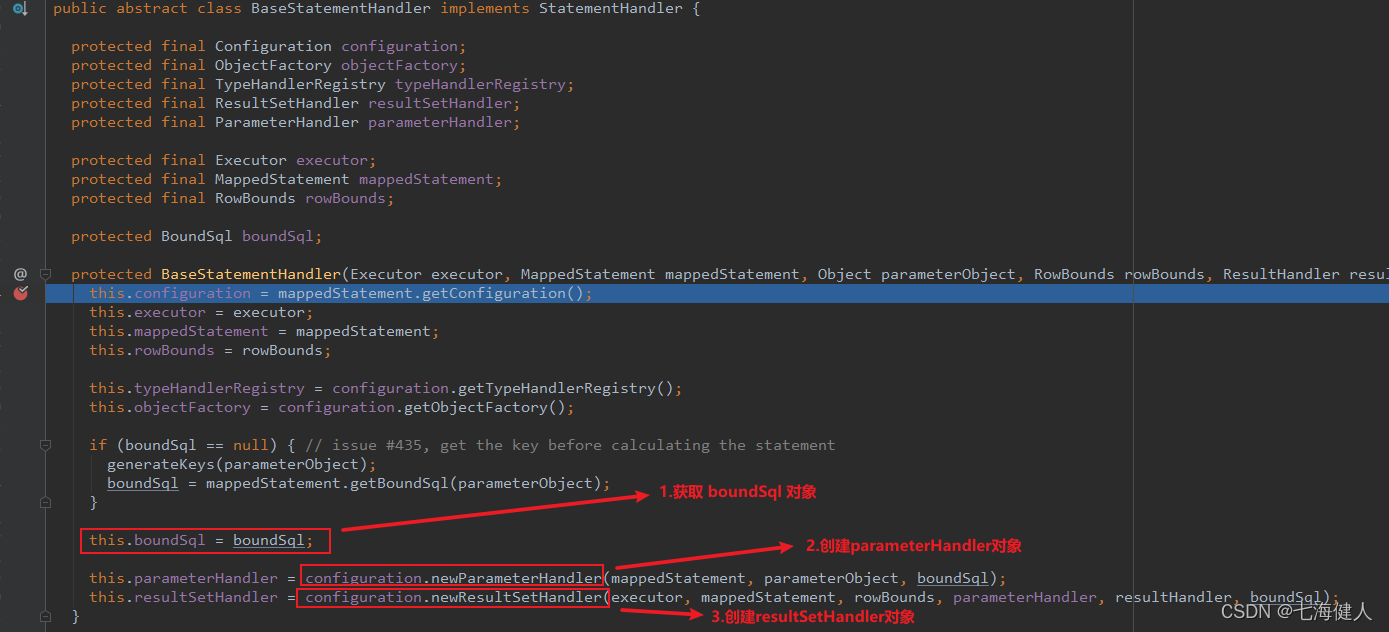 public abstract class BaseStatementHandler implements StatementHandler {
protected final Configuration configuration;
protected final ObjectFactory objectFactory;
protected final TypeHandlerRegistry typeHandlerRegistry;
protected final ResultSetHandler resultSetHandler;
protected final ParameterHandler parameterHandler;
protected final Executor executor;
protected final MappedStatement mappedStatement;
protected final RowBounds rowBounds;
protected BoundSql boundSql;
@
protected BaseStatementHandler(Executor executor, MappedStatement mappedStatement, Object parameterObject, RowBounds rowBounds, ResultHandler resul
this.configuration = mappedStatement.getConfiguration();
this.executor = executor;
this.mappedStatement = mappedStatement;
this.rowBounds = rowBounds;
this.typeHandlerRegistry = configuration.getTypeHandlerRegistry();
this.objectFactory = configuration.getObjectFactory();
if (boundSql == null) { // issue #435, get the key before calculating the statement
generateKeys(parameterObject);
boundSql = mappedStatement.getBoundSql(parameterObject);
}
1.获取 boundSql 对象
this.boundSql = boundSql;
2.创建parameterHandler对象
this.parameterHandler = configuration.newParameterHandler(mappedStatement, parameterObject, boundSql);
this.resultSetHandler = configuration.newResultSetHandler(executor, mappedStatement, rowBounds, parameterHandler, resultHandler, boundSql);
3.创建resultSetHandler对象
}
CSDN @七海健人